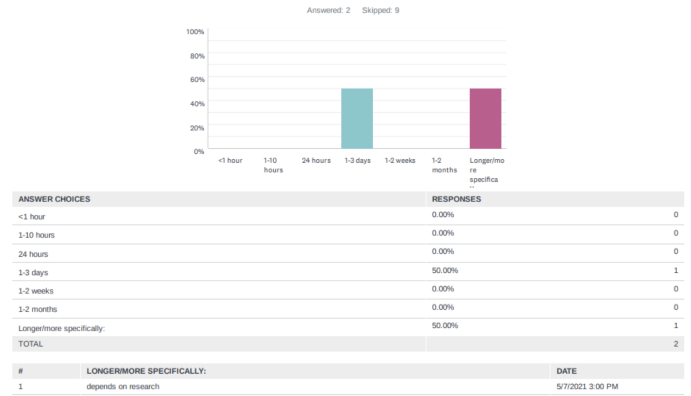 Answered: 2 Skipped: 9
100%
80%
60%
40%
20%
0%
<1 hour
1-10
hours
24 hours
1-3 days
1-2 weeks
1-2
months
Longer/mo
re
specifica
...
ANSWER CHOICES RESPONSES
<1 hour 0.00% 0
1-10 hours 0.00% 0
24 hours 0.00% 0
1-3 days 50.00% 1
1-2 weeks 0.00% 0
1-2 months 0.00% 0
Longer/more specifically: 50.00% 1
TOTAL 2
# LONGER/MORE SPECIFICALLY: DATE
1 depends on research 5/7/2021 3:00 PM